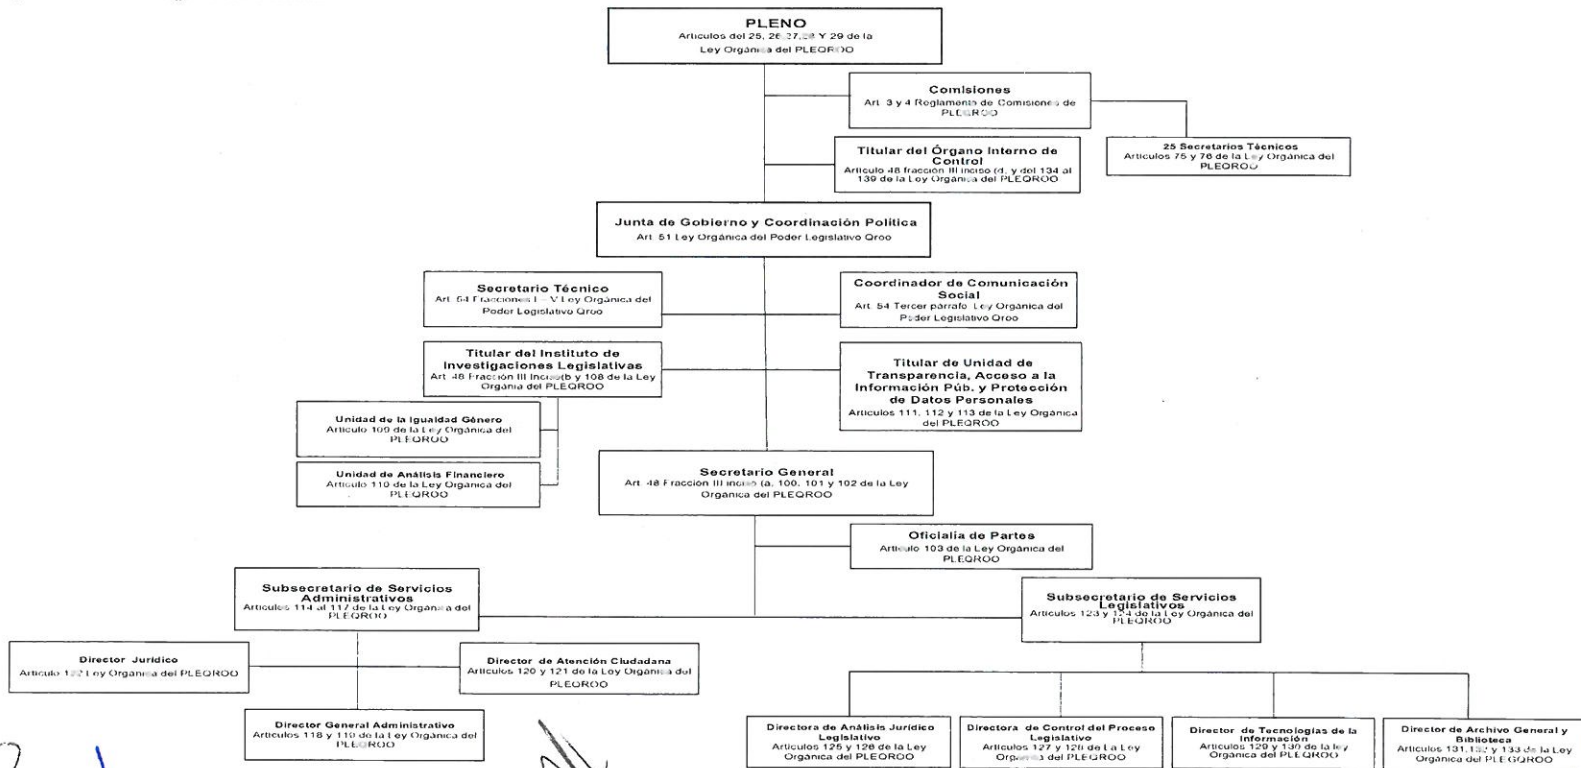 PLENO
Artículos del 25, 26,27,28 Y 29 de la
Ley Orgánica del PLEQROO
Comisiones
Art. 3 y 4 Reglamento de Comisiones de
PLEQROO
25 Secretarios Técnicos
Artículos 75 y 76 de la Ley Orgánica del
PLEQROO
Titular del Órgano Interno de
Control
Artículo 48 fracción III inciso (d, y del 134 al
139 de la Ley Orgánica del PLEQROO
Junta de Gobierno y Coordinación Política
Art. 51 Ley Orgánica del Poder Legislativo Qroo
Secretario Técnico
Art. 54 Fracciones I – V Ley Orgánica del
Poder Legislativo Qroo
Coordinador de Comunicación
Social
Art. 54 Tercer párrafo Ley Orgánica del
Poder Legislativo Qroo
Titular del Instituto de
Investigaciones Legislativas
Art. 48 Fracción III Inciso(b y 108 de la Ley
Orgánia del PLEQROO
Titular de Unidad de
Transparencia, Acceso a la
Información Púb. y Protección
de Datos Personales
Artículos 111, 112 y 113 de la Ley Orgánica
del PLEQROO
Unidad de la Igualdad Género
Artículo 109 de la Ley Orgánica del
PLEQROO
Unidad de Análisis Financiero
Artículo 110 de la Ley Orgánica del
PLEQROO
Secretario General
Art. 48 Fracción III inciso (a, 100, 101 y 102 de la Ley
Orgánica del PLEQROO
Oficialía de Partes
Artículo 103 de la Ley Orgánica del
PLEQROO
Subsecretario de Servicios
Administrativos
Artículos 114 al 117 de la Ley Orgánica del
PLEQROO
Subsecretario de Servicios
Legislativos
Artículos 123 y 124 de la Ley Orgánica del
PLEQROO
Director Jurídico
Artículo 122 Ley Orgánica del PLEQROO
Director de Atención Ciudadana
Artículos 120 y 121 de la Ley Orgánica del
PLEQROO
Director General Administrativo
Artículos 118 y 119 de la Ley Orgánica del
PLEQROO
Directora de Análisis Jurídico
Legislativo
Artículos 125 y 126 de la Ley
Orgánica del PLEQROO
Directora de Control del Proceso
Legislativo
Artículos 127 y 128 de La Ley
Orgánica del PLEQROO
Director de Tecnologías de la
Información
Artículos 129 y 130 de la ley
Orgánica del PLEQROO
Director de Archivo General y
Biblioteca
Artículos 131,132 y 133 de la Ley
Orgánica del PLEGQROO